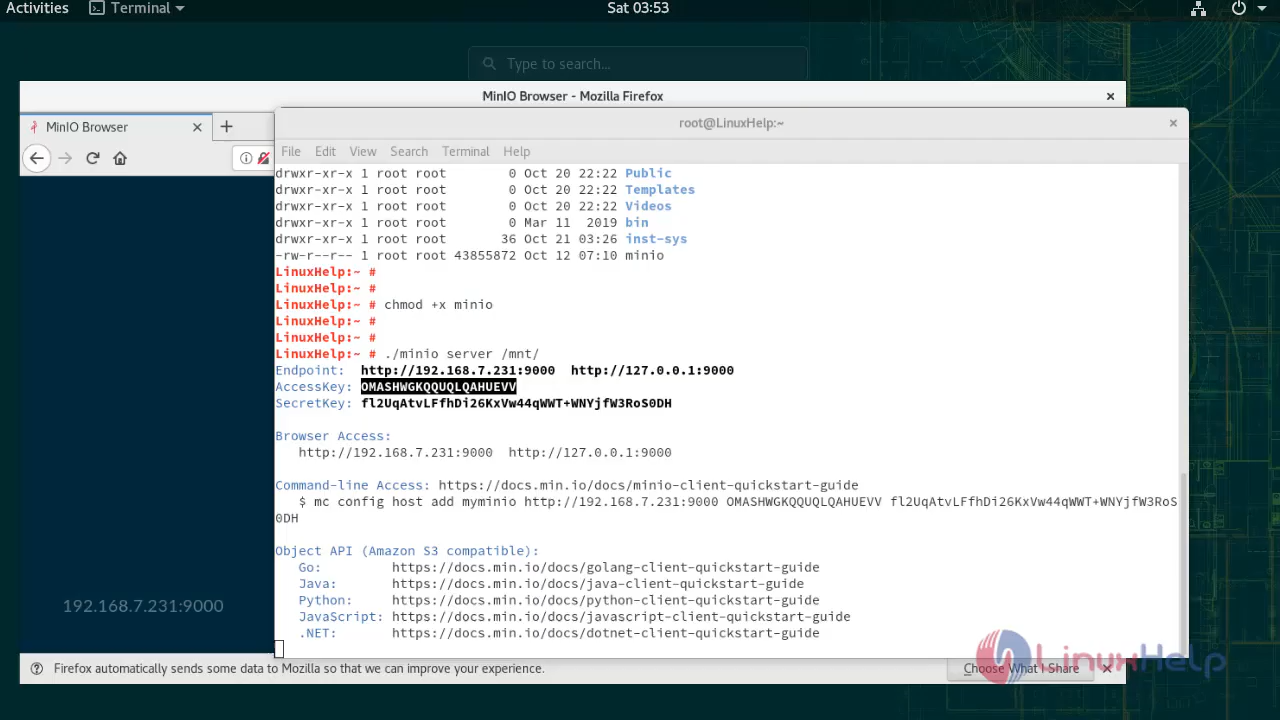 Activities Terminal Sat 03:53
Type to search...
MinIO Browser - Mozilla Firefox
MinIO Browser
root@LinuxHelp:~
File Edit View Search Terminal Help
drwxr-xr-x 1 root root 0 Oct 20 22:22 Public
drwxr-xr-x 1 root root 0 Oct 20 22:22 Templates
drwxr-xr-x 1 root root 0 Oct 20 22:22 Videos
drwxr-xr-x 1 root root 0 Mar 11 2019 bin
drwxr-xr-x 1 root root 36 Oct 21 03:26 inst-sys
-rw-r--r-- 1 root root 43855872 Oct 12 07:10 minio
LinuxHelp:~ #
LinuxHelp:~ #
LinuxHelp:~ # chmod +x minio
LinuxHelp:~ #
LinuxHelp:~ #
LinuxHelp:~ # ./minio server /mnt/
Endpoint: http://192.168.7.231:9000 http://127.0.0.1:9000
AccessKey: OMASHWGKQQUQLQAHUEVV
SecretKey: fl2UqAtvLFfhDi26KxVw44qWWT+WNYjfW3RoS0DH
Browser Access:
http://192.168.7.231:9000 http://127.0.0.1:9000
Command-line Access: https://docs.min.io/docs/minio-client-quickstart-guide
$ mc config host add myminio http://192.168.7.231:9000 OMASHWGKQQUQLQAHUEVV fl2UqAtvLFfhDi26KxVw44qWWT+WNYjfW3RoS
0DH
Object API (Amazon S3 compatible):
Go: https://docs.min.io/docs/golang-client-quickstart-guide
Java: https://docs.min.io/docs/java-client-quickstart-guide
Python: https://docs.min.io/docs/python-client-quickstart-guide
JavaScript: https://docs.min.io/docs/javascript-client-quickstart-guide
.NET: https://docs.min.io/docs/dotnet-client-quickstart-guide
192.168.7.231:9000
Firefox automatically sends some data to Mozilla so that we can improve your experience.
Choose What I Share
LinuxHelp